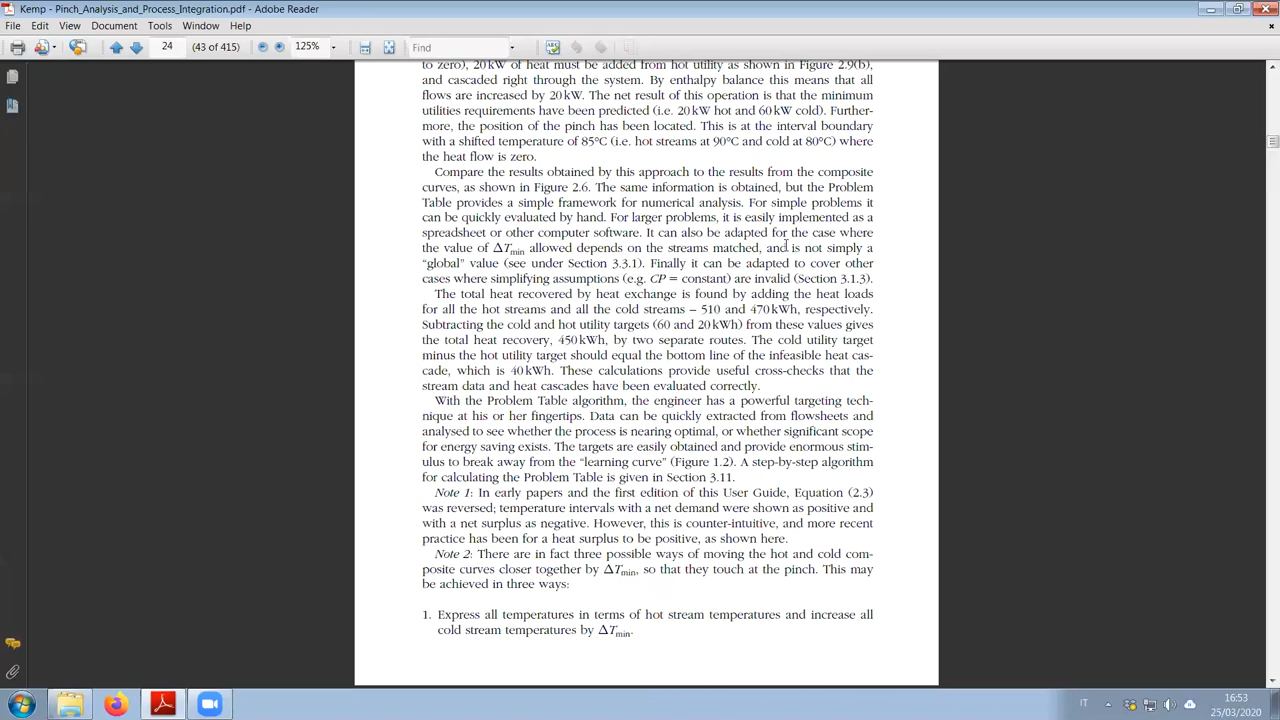 Kemp - Pinch_Analysis_and_Process_Integration.pdf - Adobe Reader
File Edit View Document Tools Window Help
24 (43 of 415) 125% Find
to zero), 20 kW of heat must be added from hot utility as shown in Figure 2.9(b),
and cascaded right through the system. By enthalpy balance this means that all
flows are increased by 20 kW. The net result of this operation is that the minimum
utilities requirements have been predicted (i.e. 20 kW hot and 60 kW cold). Further-
more, the position of the pinch has been located. This is at the interval boundary
with a shifted temperature of 85°C (i.e. hot streams at 90°C and cold at 80°C) where
the heat flow is zero.
Compare the results obtained by this approach to the results from the composite
curves, as shown in Figure 2.6. The same information is obtained, but the Problem
Table provides a simple framework for numerical analysis. For simple problems it
can be quickly evaluated by hand. For larger problems, it is easily implemented as a
spreadsheet or other computer software. It can also be adapted for the case where
the value of ΔTmin allowed depends on the streams matched, and is not simply a
“global” value (see under Section 3.3.1). Finally it can be adapted to cover other
cases where simplifying assumptions (e.g. CP = constant) are invalid (Section 3.1.3).
The total heat recovered by heat exchange is found by adding the heat loads
for all the hot streams and all the cold streams – 510 and 470 kWh, respectively.
Subtracting the cold and hot utility targets (60 and 20 kWh) from these values gives
the total heat recovery, 450 kWh, by two separate routes. The cold utility target
minus the hot utility target should equal the bottom line of the infeasible heat cas-
cade, which is 40 kWh. These calculations provide useful cross-checks that the
stream data and heat cascades have been evaluated correctly.
With the Problem Table algorithm, the engineer has a powerful targeting tech-
nique at his or her fingertips. Data can be quickly extracted from flowsheets and
analysed to see whether the process is nearing optimal, or whether significant scope
for energy saving exists. The targets are easily obtained and provide enormous stim-
ulus to break away from the “learning curve” (Figure 1.2). A step-by-step algorithm
for calculating the Problem Table is given in Section 3.11.
Note 1: In early papers and the first edition of this User Guide, Equation (2.3)
was reversed; temperature intervals with a net demand were shown as positive and
with a net surplus as negative. However, this is counter-intuitive, and more recent
practice has been for a heat surplus to be positive, as shown here.
Note 2: There are in fact three possible ways of moving the hot and cold com-
posite curves closer together by ΔTmin, so that they touch at the pinch. This may
be achieved in three ways:
1. Express all temperatures in terms of hot stream temperatures and increase all
cold stream temperatures by ΔTmin.
IT 16:53
25/03/2020